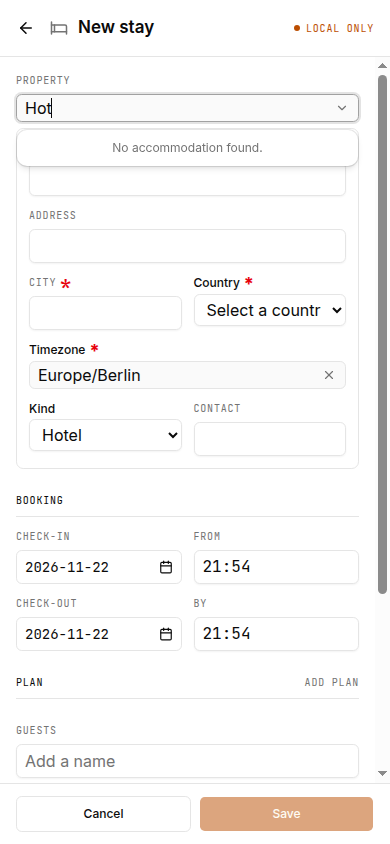 New stay
LOCAL ONLY
PROPERTY
Hot
No accommodation found.
ADDRESS
CITY *
Country *
Select a countr
Timezone *
Europe/Berlin
Kind
CONTACT
Hotel
BOOKING
CHECK-IN
FROM
2026-11-22
21:54
CHECK-OUT
BY
2026-11-22
21:54
PLAN
ADD PLAN
GUESTS
Add a name
Cancel
Save